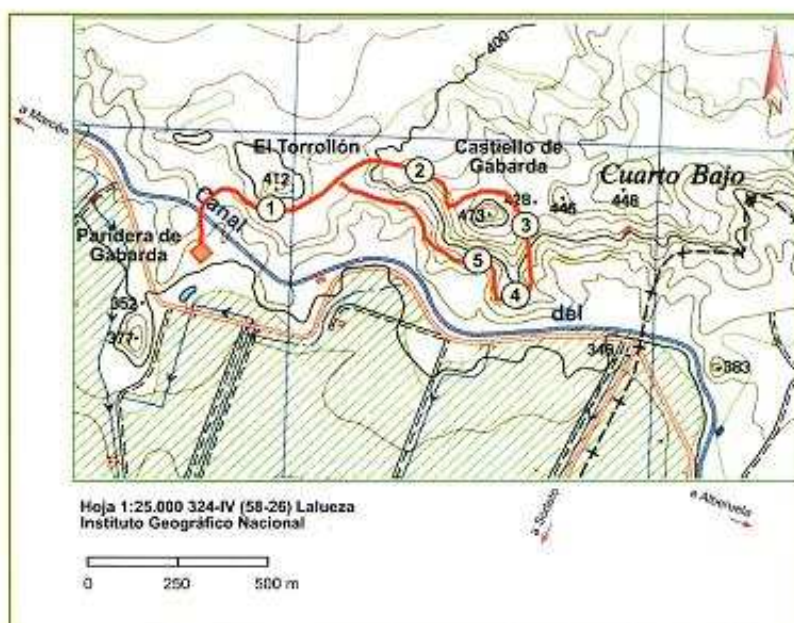 400
a Marcén
N
El Torrollón
Castiello de
Gabarda
412
2
Cuarto Bajo
Canal
1
473
428
446
448
3
Paridera de
Gabarda
5
4
352
del
377
346
383
Hoja 1:25.000 324-IV (58-26) Lalueza
Instituto Geográfico Nacional
a Alberuela
0 250 500 m